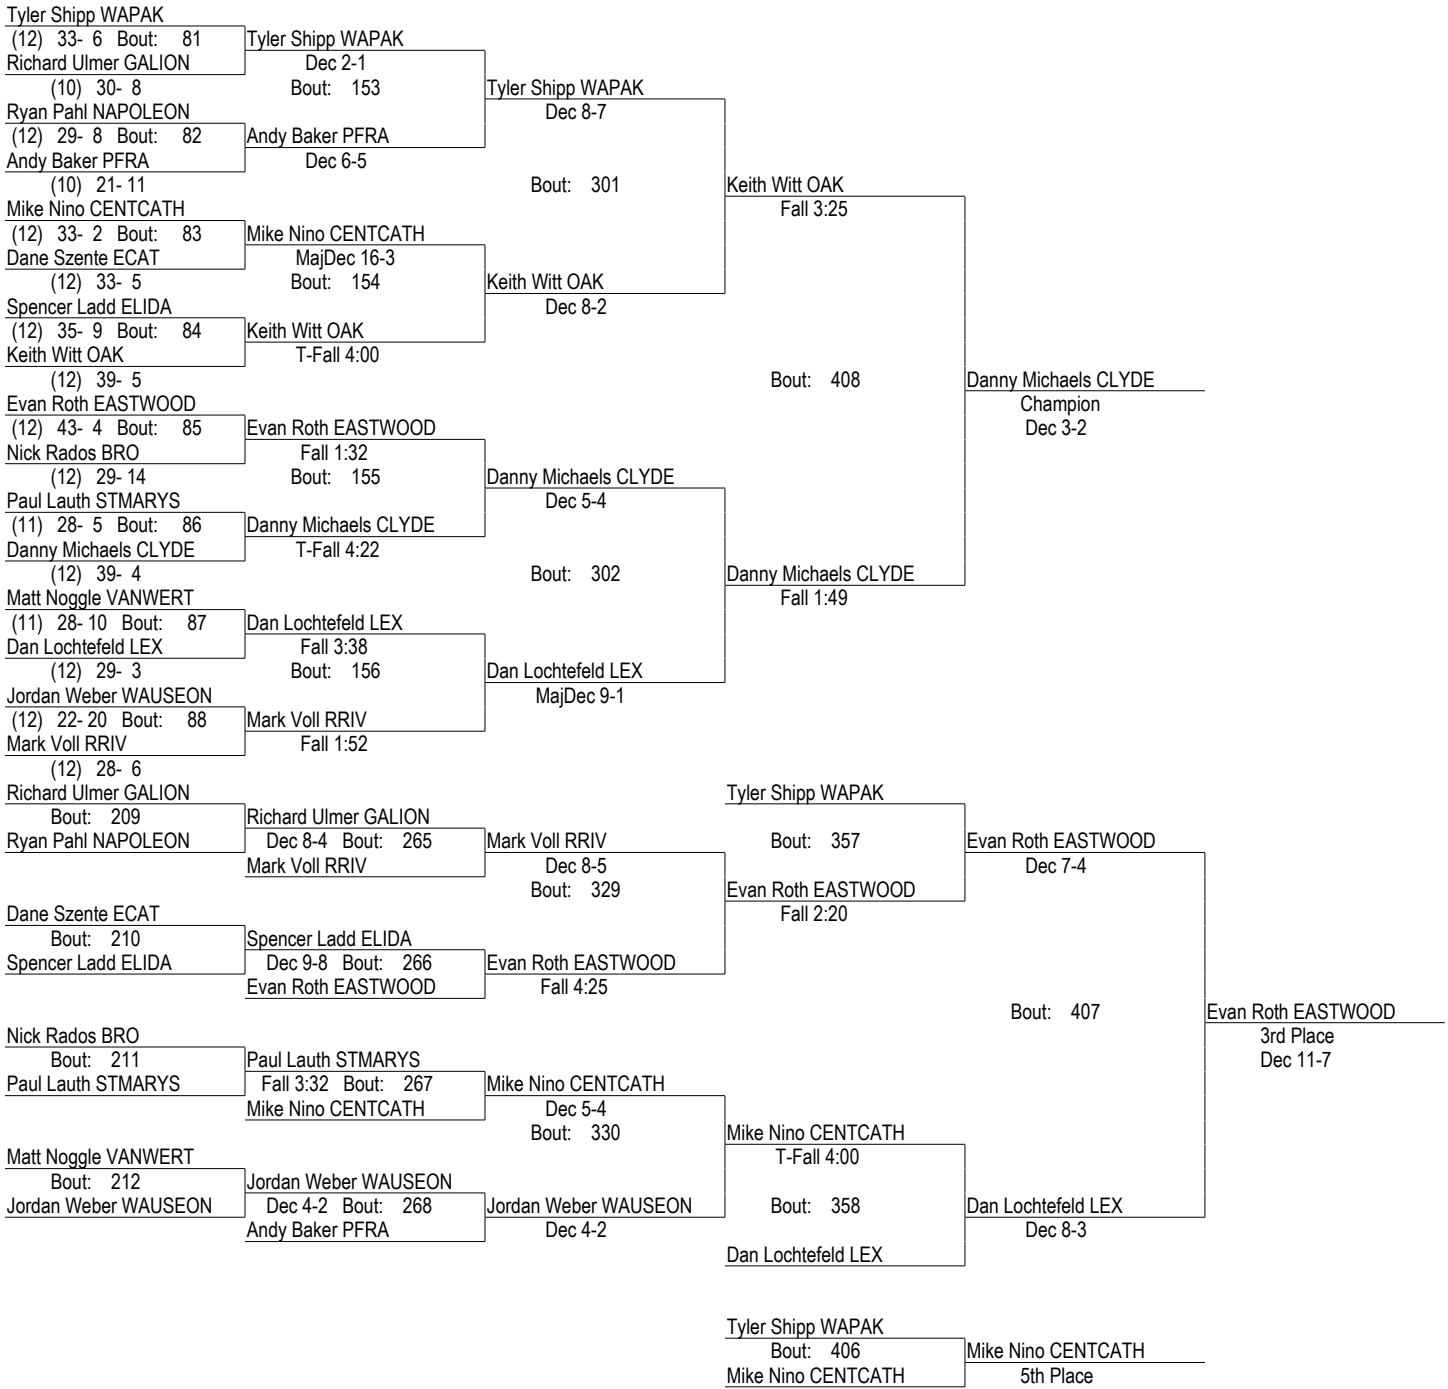 Tyler Shipp WAPAK
(12) 33- 6 Bout: 81 Tyler Shipp WAPAK
Richard Ulmer GALION Dec 2-1
(10) 30- 8 Bout: 153 Tyler Shipp WAPAK
Ryan Pahl NAPOLEON Dec 8-7
(12) 29- 8 Bout: 82 Andy Baker PFRA
Andy Baker PFRA Dec 6-5
(10) 21- 11 Bout: 301 Keith Witt OAK
Mike Nino CENTCATH Fall 3:25
(12) 33- 2 Bout: 83 Mike Nino CENTCATH
Dane Szente ECAT MajDec 16-3
(12) 33- 5 Bout: 154 Keith Witt OAK
Spencer Ladd ELIDA Dec 8-2
(12) 35- 9 Bout: 84 Keith Witt OAK
Keith Witt OAK T-Fall 4:00
(12) 39- 5 Bout: 408 Danny Michaels CLYDE
Evan Roth EASTWOOD Champion
(12) 43- 4 Bout: 85 Evan Roth EASTWOOD Dec 3-2
Nick Rados BRO Fall 1:32
(12) 29- 14 Bout: 155 Danny Michaels CLYDE
Paul Lauth STMARYS Dec 5-4
(11) 28- 5 Bout: 86 Danny Michaels CLYDE
Danny Michaels CLYDE T-Fall 4:22
(12) 39- 4 Bout: 302 Danny Michaels CLYDE
Matt Noggle VANWERT Fall 1:49
(11) 28- 10 Bout: 87 Dan Lochtefeld LEX
Dan Lochtefeld LEX Fall 3:38
(12) 29- 3 Bout: 156 Dan Lochtefeld LEX
Jordan Weber WAUSEON MajDec 9-1
(12) 22- 20 Bout: 88 Mark Voll RRIV
Mark Voll RRIV Fall 1:52
(12) 28- 6
Richard Ulmer GALION Tyler Shipp WAPAK
Bout: 209 Richard Ulmer GALION
Ryan Pahl NAPOLEON Dec 8-4 Bout: 265 Mark Voll RRIV Bout: 357 Evan Roth EASTWOOD
Mark Voll RRIV Dec 8-5 Dec 7-4
Bout: 329 Evan Roth EASTWOOD
Dane Szente ECAT Fall 2:20
Bout: 210 Spencer Ladd ELIDA
Spencer Ladd ELIDA Dec 9-8 Bout: 266 Evan Roth EASTWOOD
Evan Roth EASTWOOD Fall 4:25
Bout: 407 Evan Roth EASTWOOD
Nick Rados BRO 3rd Place
Bout: 211 Paul Lauth STMARYS Dec 11-7
Paul Lauth STMARYS Fall 3:32 Bout: 267 Mike Nino CENTCATH
Mike Nino CENTCATH Dec 5-4
Bout: 330 Mike Nino CENTCATH
Matt Noggle VANWERT T-Fall 4:00
Bout: 212 Jordan Weber WAUSEON
Jordan Weber WAUSEON Dec 4-2 Bout: 268 Jordan Weber WAUSEON Bout: 358 Dan Lochtefeld LEX
Andy Baker PFRA Dec 4-2 Dec 8-3
Dan Lochtefeld LEX
Tyler Shipp WAPAK
Bout: 406 Mike Nino CENTCATH
Mike Nino CENTCATH 5th Place